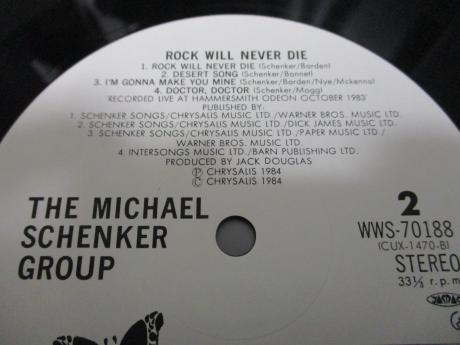 ROCK WILL NEVER DIE
1. ROCK WILL NEVER DIE (Schenker/Barden)
2. DESERT SONG (Schenker/Bonnet)
3. I'M GONNA MAKE YOU MINE (Schenker/Barden/Nye/Mckenna)
4. DOCTOR, DOCTOR (Schenker/Mogg)
RECORDED LIVE AT HAMMERSMITH ODEON OCTOBER 1983
PUBLISHED BY:
1. SCHENKER SONGS/CHRYSALIS MUSIC LTD./WARNER BROS. MUSIC LTD.
2. SCHENKER SONGS/CHRYSALIS MUSIC LTD./DICK JAMES MUSIC LTD.
3. SCHENKER SONGS/CHRYSALIS MUSIC LTD./PAPER MUSIC LTD./
WARNER BROS. MUSIC LTD.
4. INTERSONGS MUSIC LTD./BARN PUBLISHING LTD.
PRODUCED BY JACK DOUGLAS
Ⓟ CHRYSALIS 1984
© CHRYSALIS 1984
THE MICHAEL
SCHENKER
GROUP
2
WWS-70188
(CUX-1470-B)
STEREO
33⅓ r.p.m